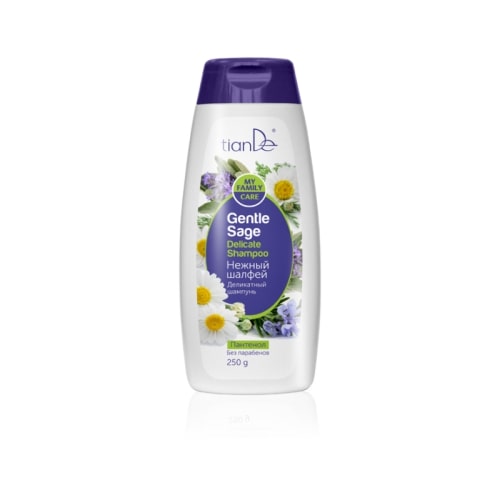 tianDe®
MY
FAMILY
CARE
Gentle
Sage
Delicate
Shampoo
Нежный
шалфей
Деликатный
шампунь
Пантенол
Без парабенов
250 g